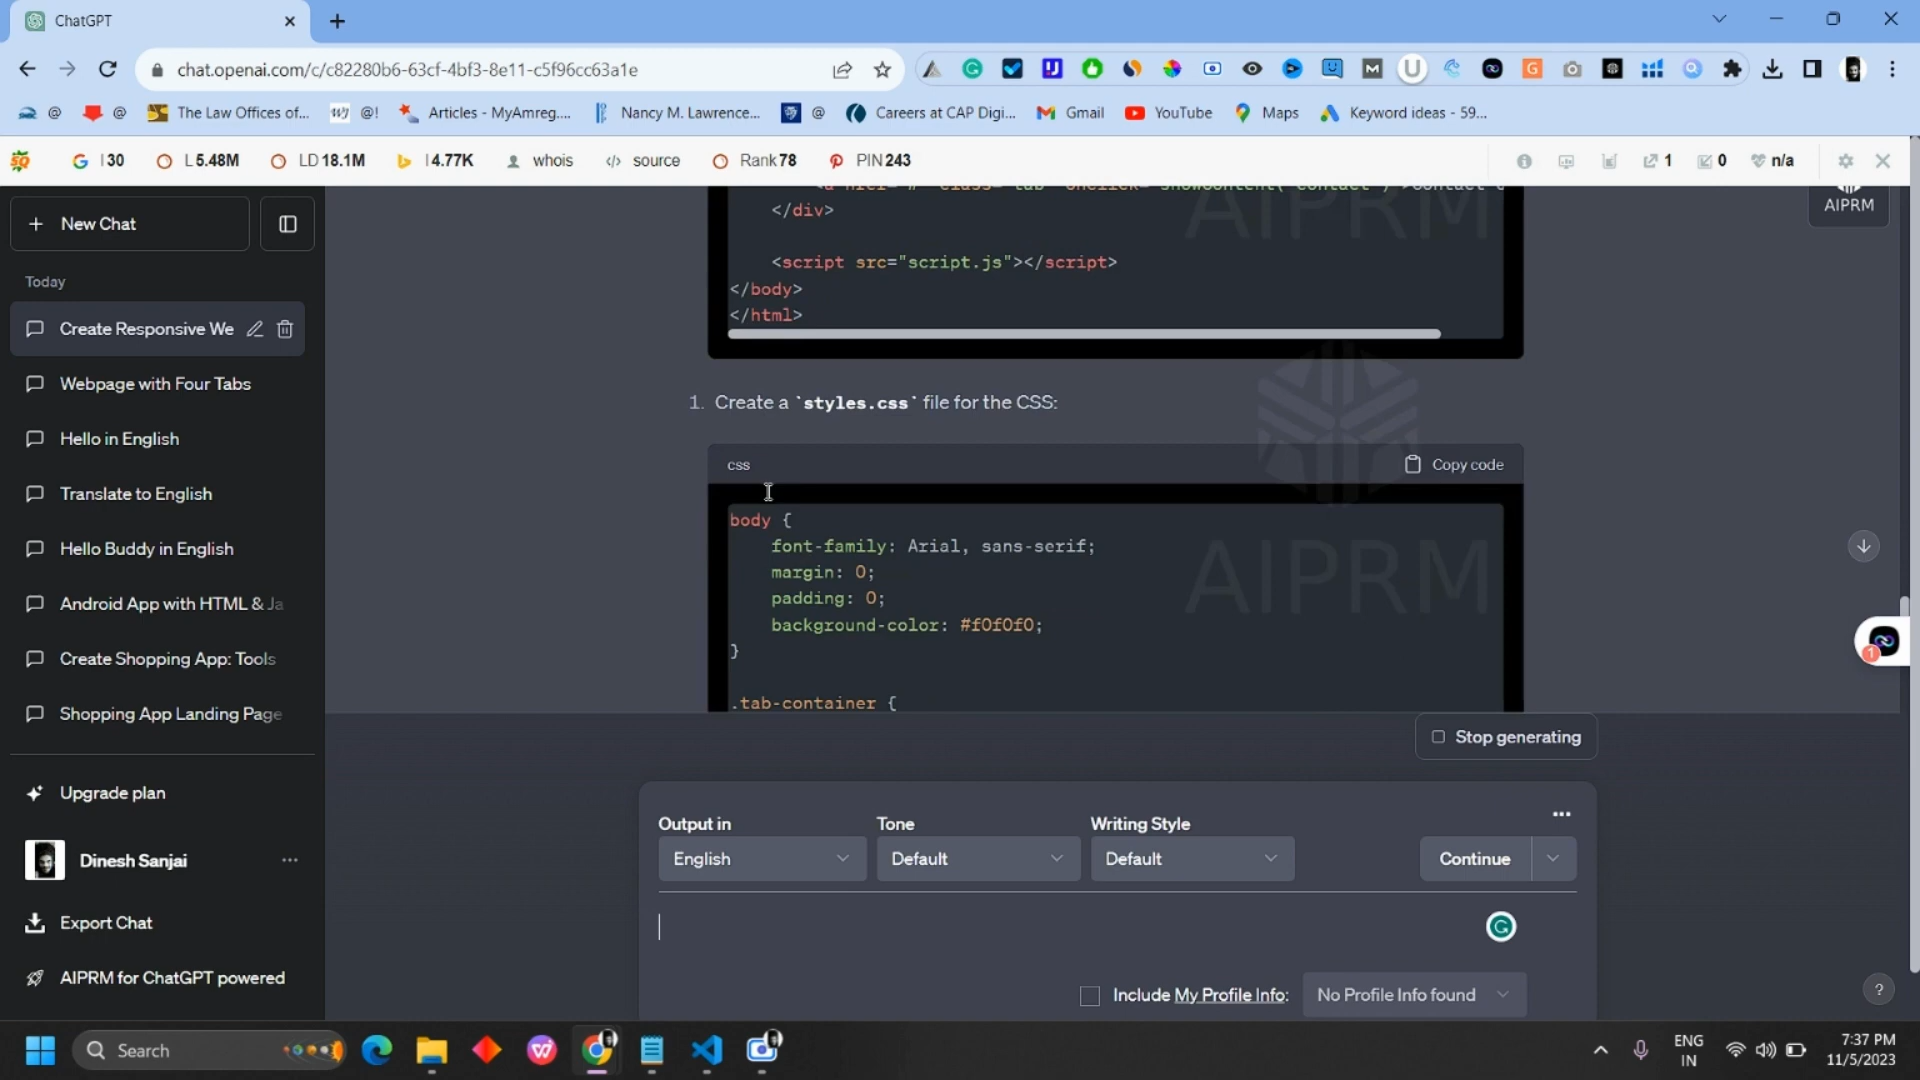 ChatGPT
chat.openai.com/c/c82280b6-63cf-4bf3-8e11-c5f96cc63a1e
@ @ The Law Offices of... @! Articles - MyAmreg.... Nancy M. Lawrence... @ Careers at CAP Digi... Gmail YouTube Maps Keyword ideas - 59...
SQ I 30 L 5.48M LD 18.1M I 4.77K whois source Rank 78 PIN 243 1 0 n/a
New Chat
Today
Create Responsive We
Webpage with Four Tabs
Hello in English
Translate to English
Hello Buddy in English
Android App with HTML & Ja
Create Shopping App: Tools
Shopping App Landing Page
Upgrade plan
Dinesh Sanjai
Export Chat
AIPRM for ChatGPT powered
AIPRM
</div>
<script src="script.js"></script>
</body>
</html>
AIPRM
1. Create a `styles.css` file for the CSS:
css Copy code
body {
font-family: Arial, sans-serif;
margin: 0;
padding: 0;
background-color: #f0f0f0;
}
.tab-container {
AIPRM
1
Stop generating
Output in Tone Writing Style
English Default Default Continue
Include My Profile Info: No Profile Info found
?
Search
ENG
IN
7:37 PM
11/5/2023